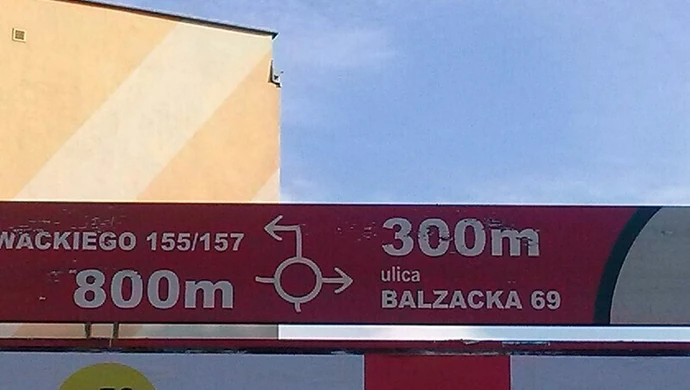 WACKIEGO 155/157
800m
300m
ulica
BALZACKA 69